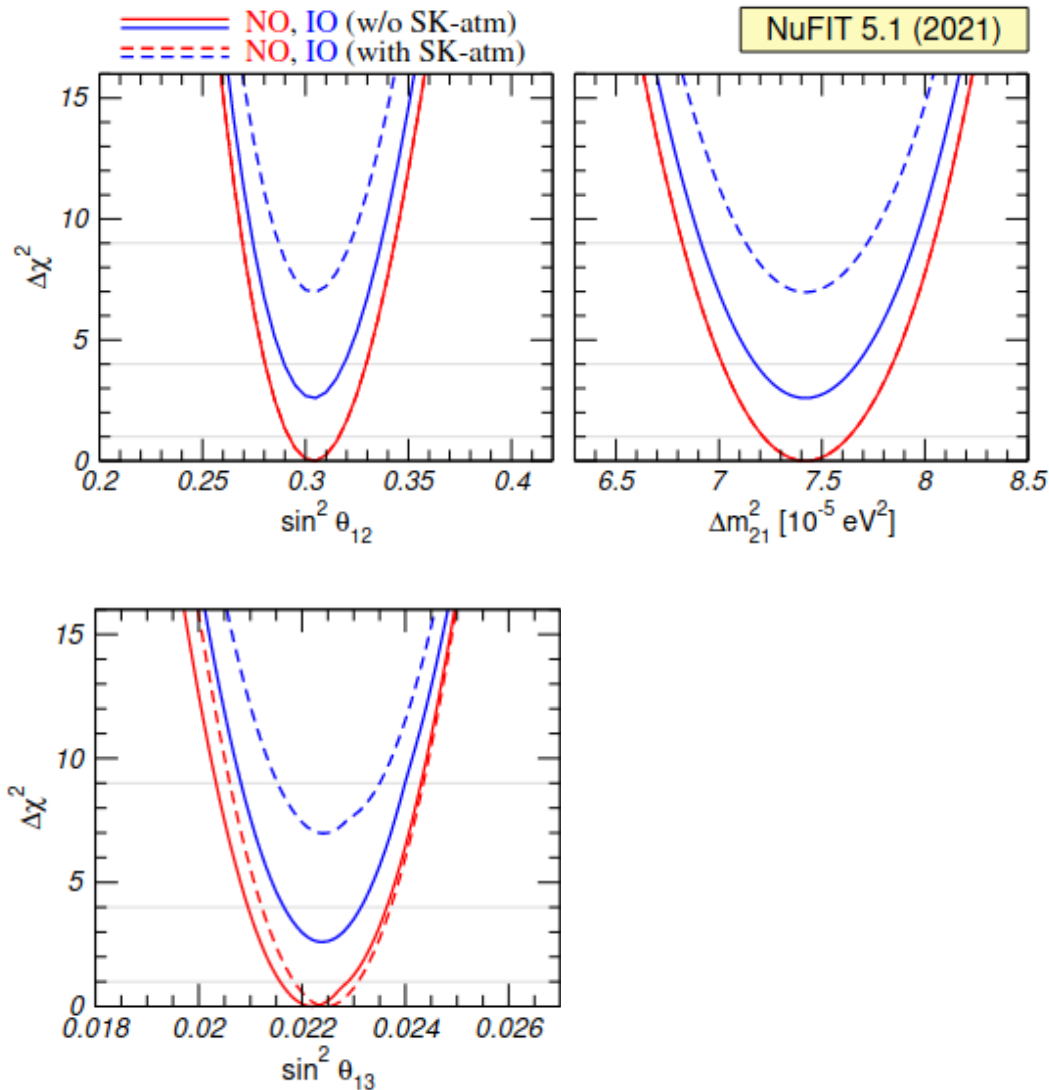 NO, IO (w/o SK-atm)
NO, IO (with SK-atm)
NuFIT 5.1 (2021)
15
10
5
0
Δχ²
0.2 0.25 0.3 0.35 0.4
sin² θ₁₂
6.5 7 7.5 8 8.5
Δm²₂₁ [10⁻⁵ eV²]
15
10
5
0
Δχ²
0.018 0.02 0.022 0.024 0.026
sin² θ₁₃